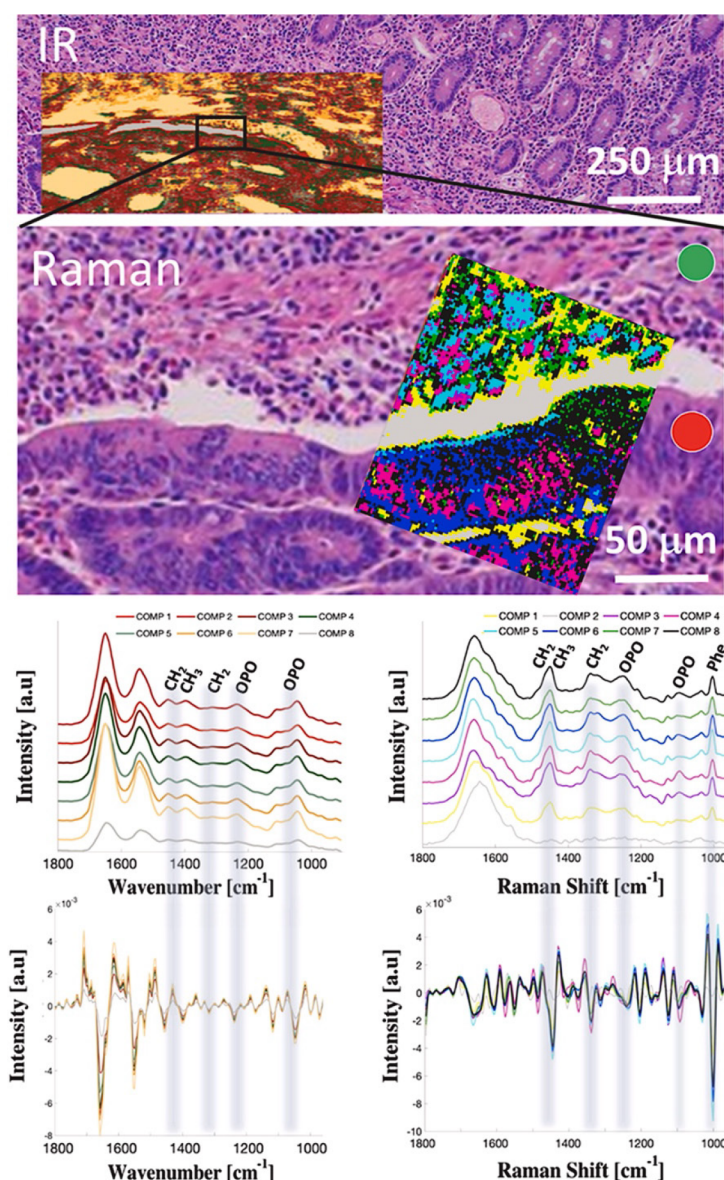 IR
250 μm
Raman
50 μm
COMP 1 COMP 2 COMP 3 COMP 4
COMP 5 COMP 6 COMP 7 COMP 8
CH2
CH3
CH2
OPO
OPO
Intensity [a.u]
1800 1600 1400 1200 1000
Wavenumber [cm-1]
COMP 1 COMP 2 COMP 3 COMP 4
COMP 5 COMP 6 COMP 7 COMP 8
CH2
CH3
CH2
OPO
OPO
Phe
Intensity [a.u]
1800 1600 1400 1200 1000
Raman Shift [cm-1]
×10-3
6
4
2
0
-2
-4
-6
-8
Intensity [a.u]
1800 1600 1400 1200 1000
Wavenumber [cm-1]
×10-3
6
4
2
0
-2
-4
-6
-8
-10
Intensity [a.u]
1800 1600 1400 1200 1000
Raman Shift [cm-1]